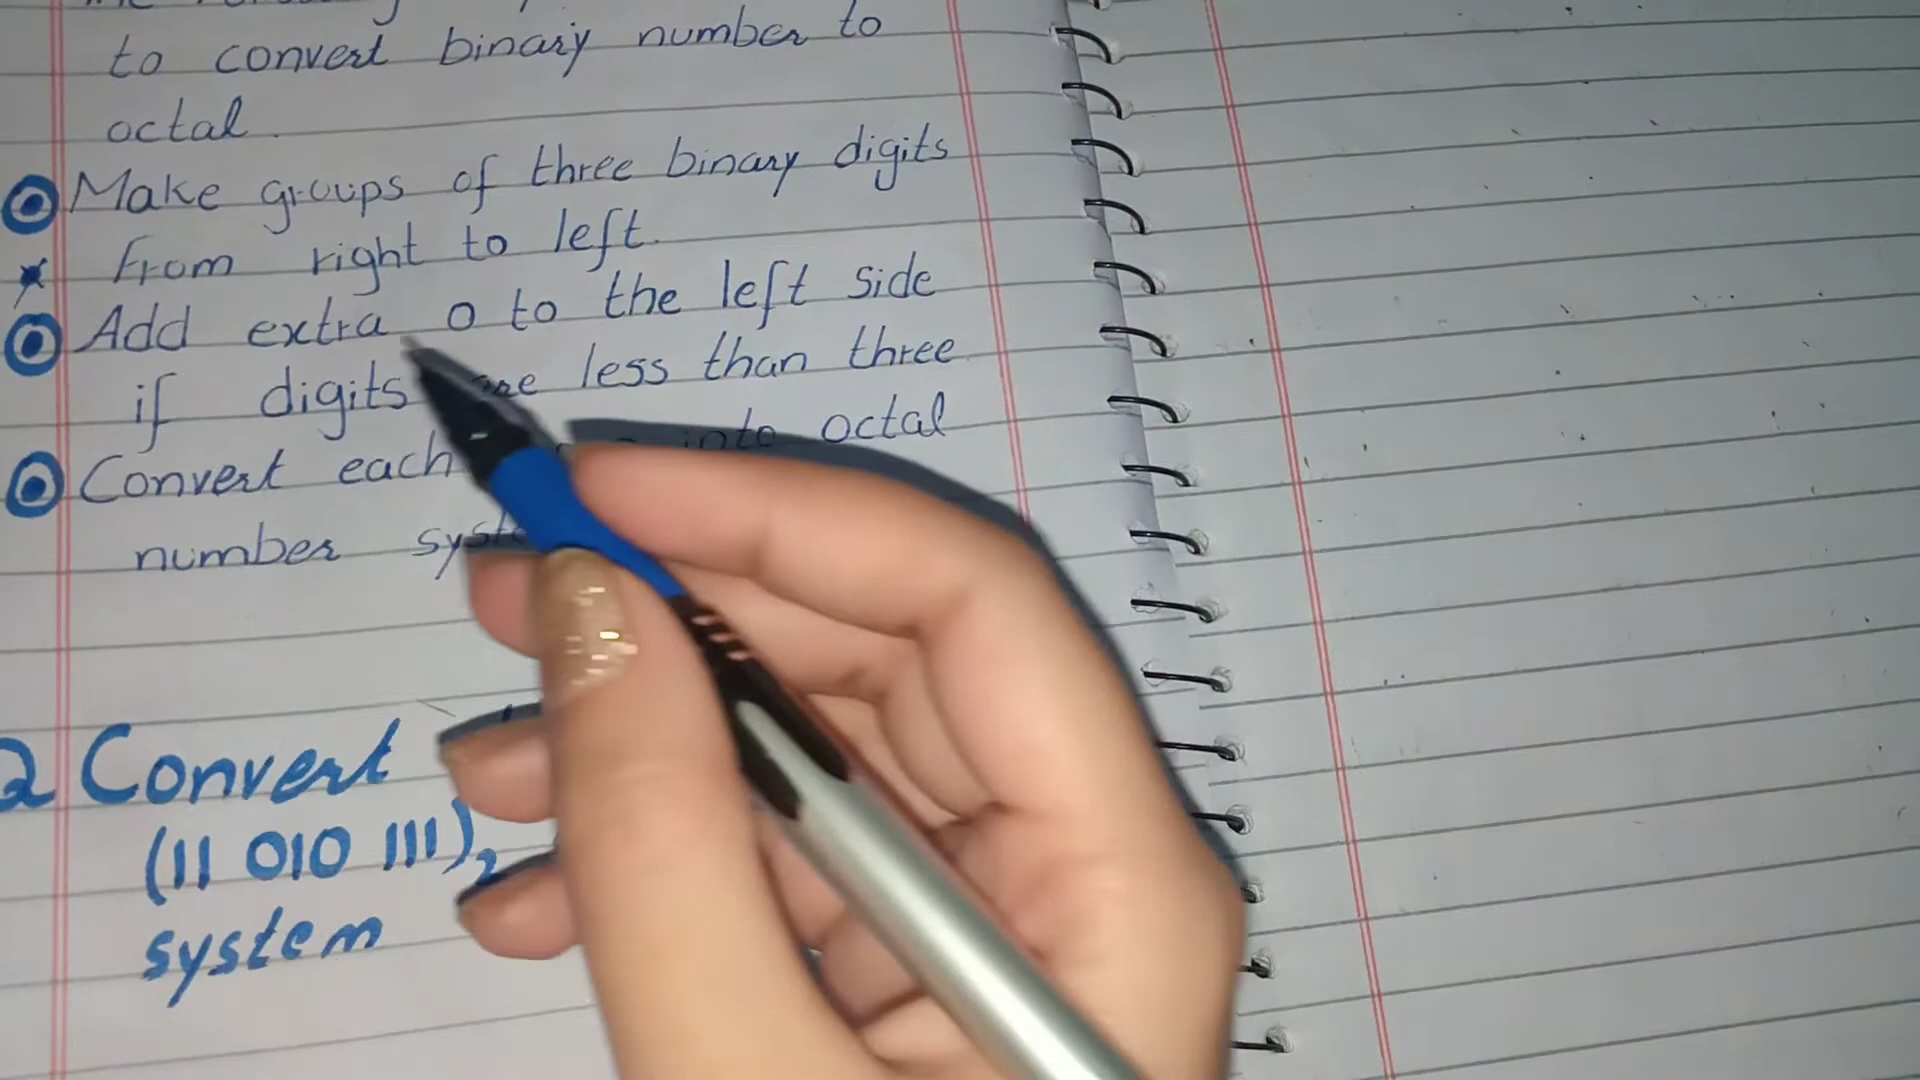 to convert binary number to
octal.
Make groups of three binary digits
from right to left.
Add extra 0 to the left side
if digits are less than three
Convert each into octal
number
2 Convert
(11 010 111)2
system